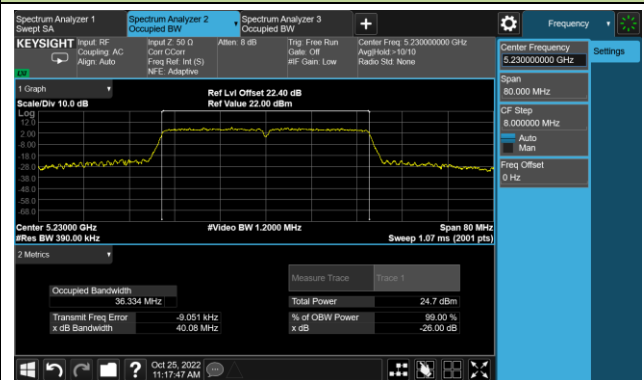 Spectrum Analyzer 1
Swept SA
Spectrum Analyzer 2
Occupied BW
Spectrum Analyzer 3
Occupied BW
+
Frequency
KEYSIGHT
Input: RF
Coupling: AC
Align: Auto
Input Z: 50 Ω
Corr CCorr
Freq Ref: Int (S)
NFE: Adaptive
Atten: 8 dB
Trig: Free Run
Gate: Off
#IF Gain: Low
Center Freq: 5.230000000 GHz
Avg|Hold:>10/10
Radio Std: None
Center Frequency
5.230000000 GHz
Settings
Span
80.000 MHz
CF Step
8.000000 MHz
Auto
Man
Freq Offset
0 Hz
1 Graph
Scale/Div 10.0 dB
Ref Lvl Offset 22.40 dB
Ref Value 22.00 dBm
Log
12.0
2.00
-8.00
-18.0
-28.0
-38.0
-48.0
-58.0
-68.0
Center 5.23000 GHz
#Res BW 390.00 kHz
#Video BW 1.2000 MHz
Span 80 MHz
Sweep 1.07 ms (2001 pts)
2 Metrics
Measure Trace
Trace 1
Occupied Bandwidth
36.334 MHz
Total Power
24.7 dBm
Transmit Freq Error
-9.051 kHz
% of OBW Power
99.00 %
x dB Bandwidth
40.08 MHz
x dB
-26.00 dB
?
Oct 25, 2022
11:17:47 AM